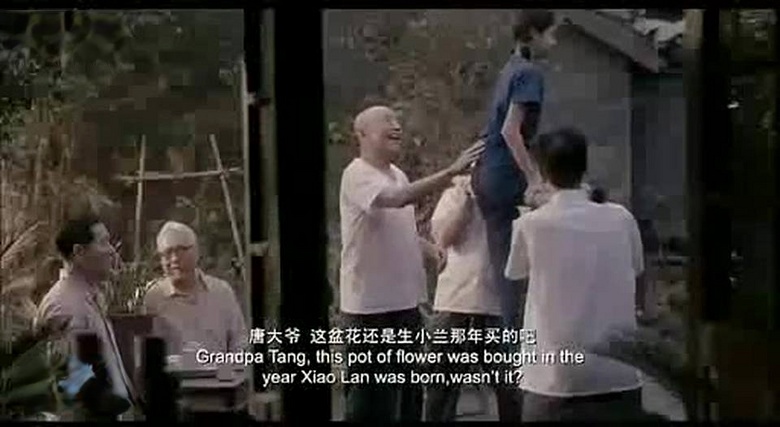 唐大爷 这盆花还是生小兰那年买的吧
Grandpa Tang, this pot of flower was bought in the
year Xiao Lan was born,wasn't it?